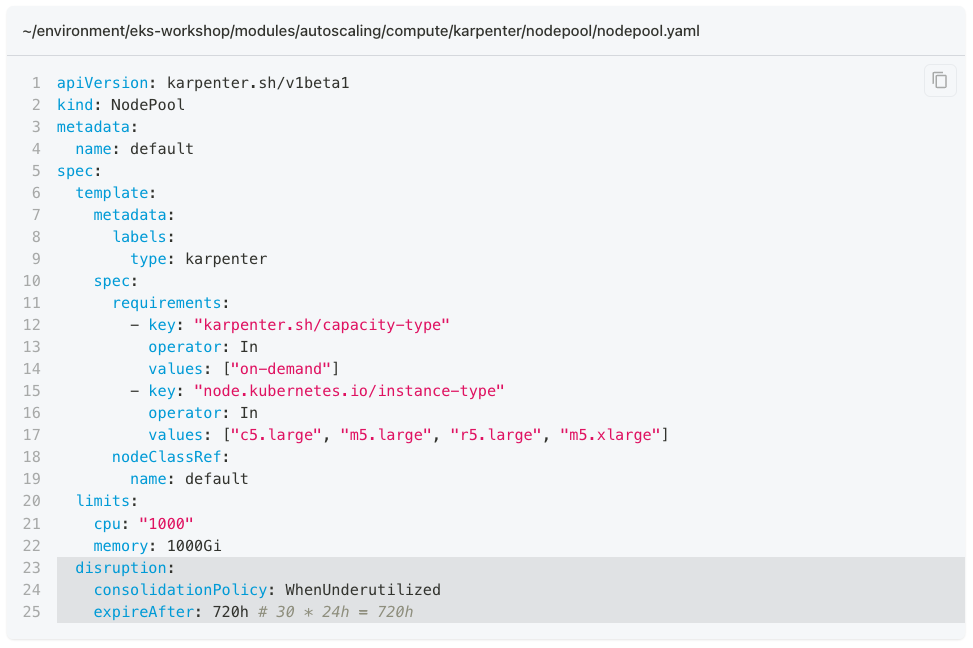 ~/environment/eks-workshop/modules/autoscaling/compute/karpenter/nodepool/nodepool.yaml
1 apiVersion: karpenter.sh/v1beta1
2 kind: NodePool
3 metadata:
4   name: default
5 spec:
6   template:
7     metadata:
8       labels:
9         type: karpenter
10     spec:
11       requirements:
12         - key: "karpenter.sh/capacity-type"
13           operator: In
14           values: ["on-demand"]
15         - key: "node.kubernetes.io/instance-type"
16           operator: In
17           values: ["c5.large", "m5.large", "r5.large", "m5.xlarge"]
18       nodeClassRef:
19         name: default
20   limits:
21     cpu: "1000"
22     memory: 1000Gi
23   disruption:
24     consolidationPolicy: WhenUnderutilized
25     expireAfter: 720h # 30 * 24h = 720h